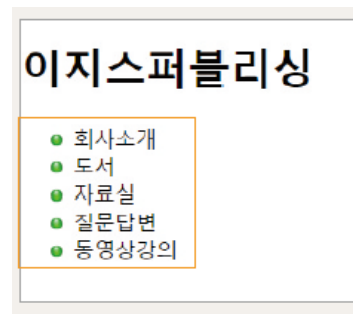 이지스퍼블리싱
회사소개
도서
자료실
질문답변
동영상강의